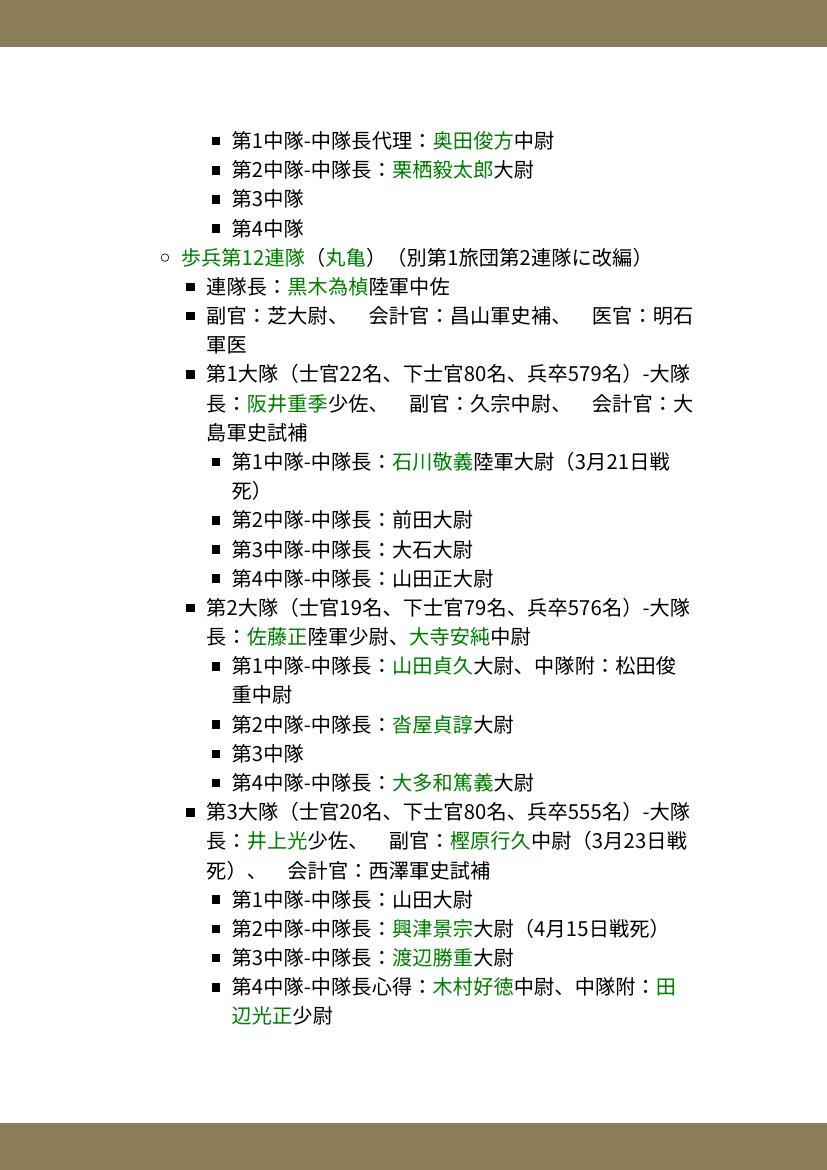 第1中隊-中隊長代理：奥田俊方中尉
第2中隊-中隊長：栗栖毅太郎大尉
第3中隊
第4中隊
歩兵第12連隊（丸亀）（別第1旅団第2連隊に改編）
連隊長：黒木為楨陸軍中佐
副官：芝大尉、　会計官：昌山軍吏補、　医官：明石
軍医
第1大隊（士官22名、下士官80名、兵卒579名）-大隊
長：阪井重季少佐、　副官：久宗中尉、　会計官：大
島軍史試補
第1中隊-中隊長：石川敬義陸軍大尉（3月21日戦
死）
第2中隊-中隊長：前田大尉
第3中隊-中隊長：大石大尉
第4中隊-中隊長：山田正大尉
第2大隊（士官19名、下士官79名、兵卒576名）-大隊
長：佐藤正陸軍少尉、大寺安純中尉
第1中隊-中隊長：山田貞久大尉、中隊附：松田俊
重中尉
第2中隊-中隊長：沓屋貞諄大尉
第3中隊
第4中隊-中隊長：大多和篤義大尉
第3大隊（士官20名、下士官80名、兵卒555名）-大隊
長：井上光少佐、　副官：樫原行久中尉（3月23日戦
死）、　会計官：西澤軍史試補
第1中隊-中隊長：山田大尉
第2中隊-中隊長：興津景宗大尉（4月15日戦死）
第3中隊-中隊長：渡辺勝重大尉
第4中隊-中隊長心得：木村好徳中尉、中隊附：田
辺光正少尉